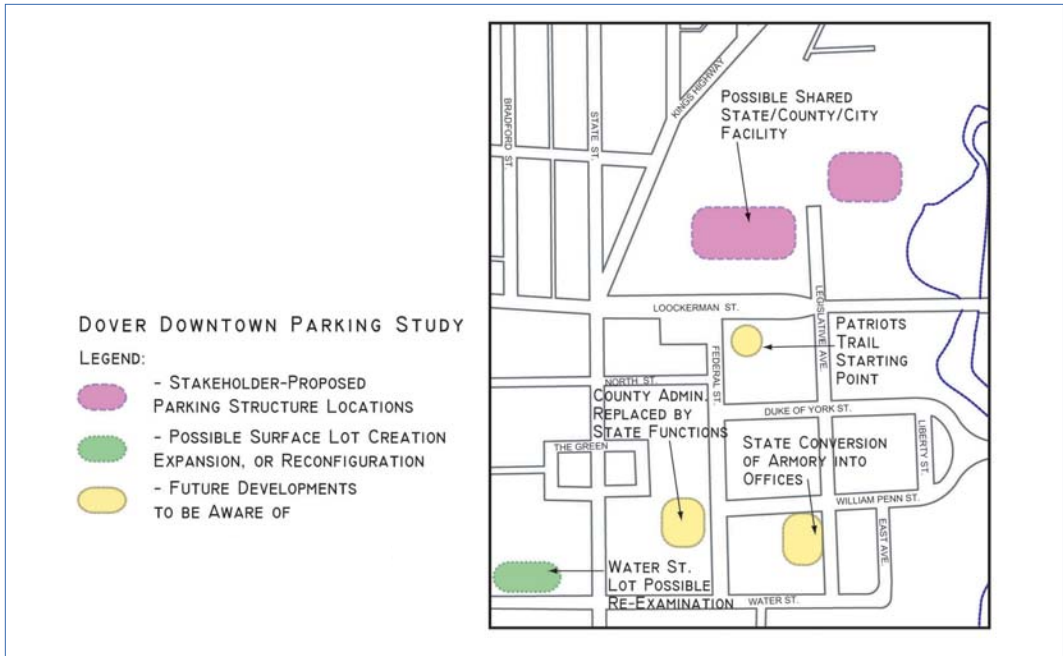 DOVER DOWNTOWN PARKING STUDY
LEGEND:
- STAKEHOLDER-PROPOSED
PARKING STRUCTURE LOCATIONS
- POSSIBLE SURFACE LOT CREATION
EXPANSION, OR RECONFIGURATION
- FUTURE DEVELOPMENTS
TO BE AWARE OF
BRADFORD ST.
STATE ST.
KINGS HIGHWAY
POSSIBLE SHARED
STATE/COUNTY/CITY
FACILITY
LOOCKERMAN ST.
LEGISLATIVE AVE.
PATRIOTS
TRAIL
STARTING
POINT
FEDERAL ST.
NORTH ST.
COUNTY ADMIN.
REPLACED BY
STATE FUNCTIONS
DUKE OF YORK ST.
LIBERTY ST.
THE GREEN
STATE CONVERSION
OF ARMORY INTO
OFFICES
WILLIAM PENN ST.
EAST AVE.
WATER ST.
LOT POSSIBLE
RE-EXAMINATION
WATER ST.